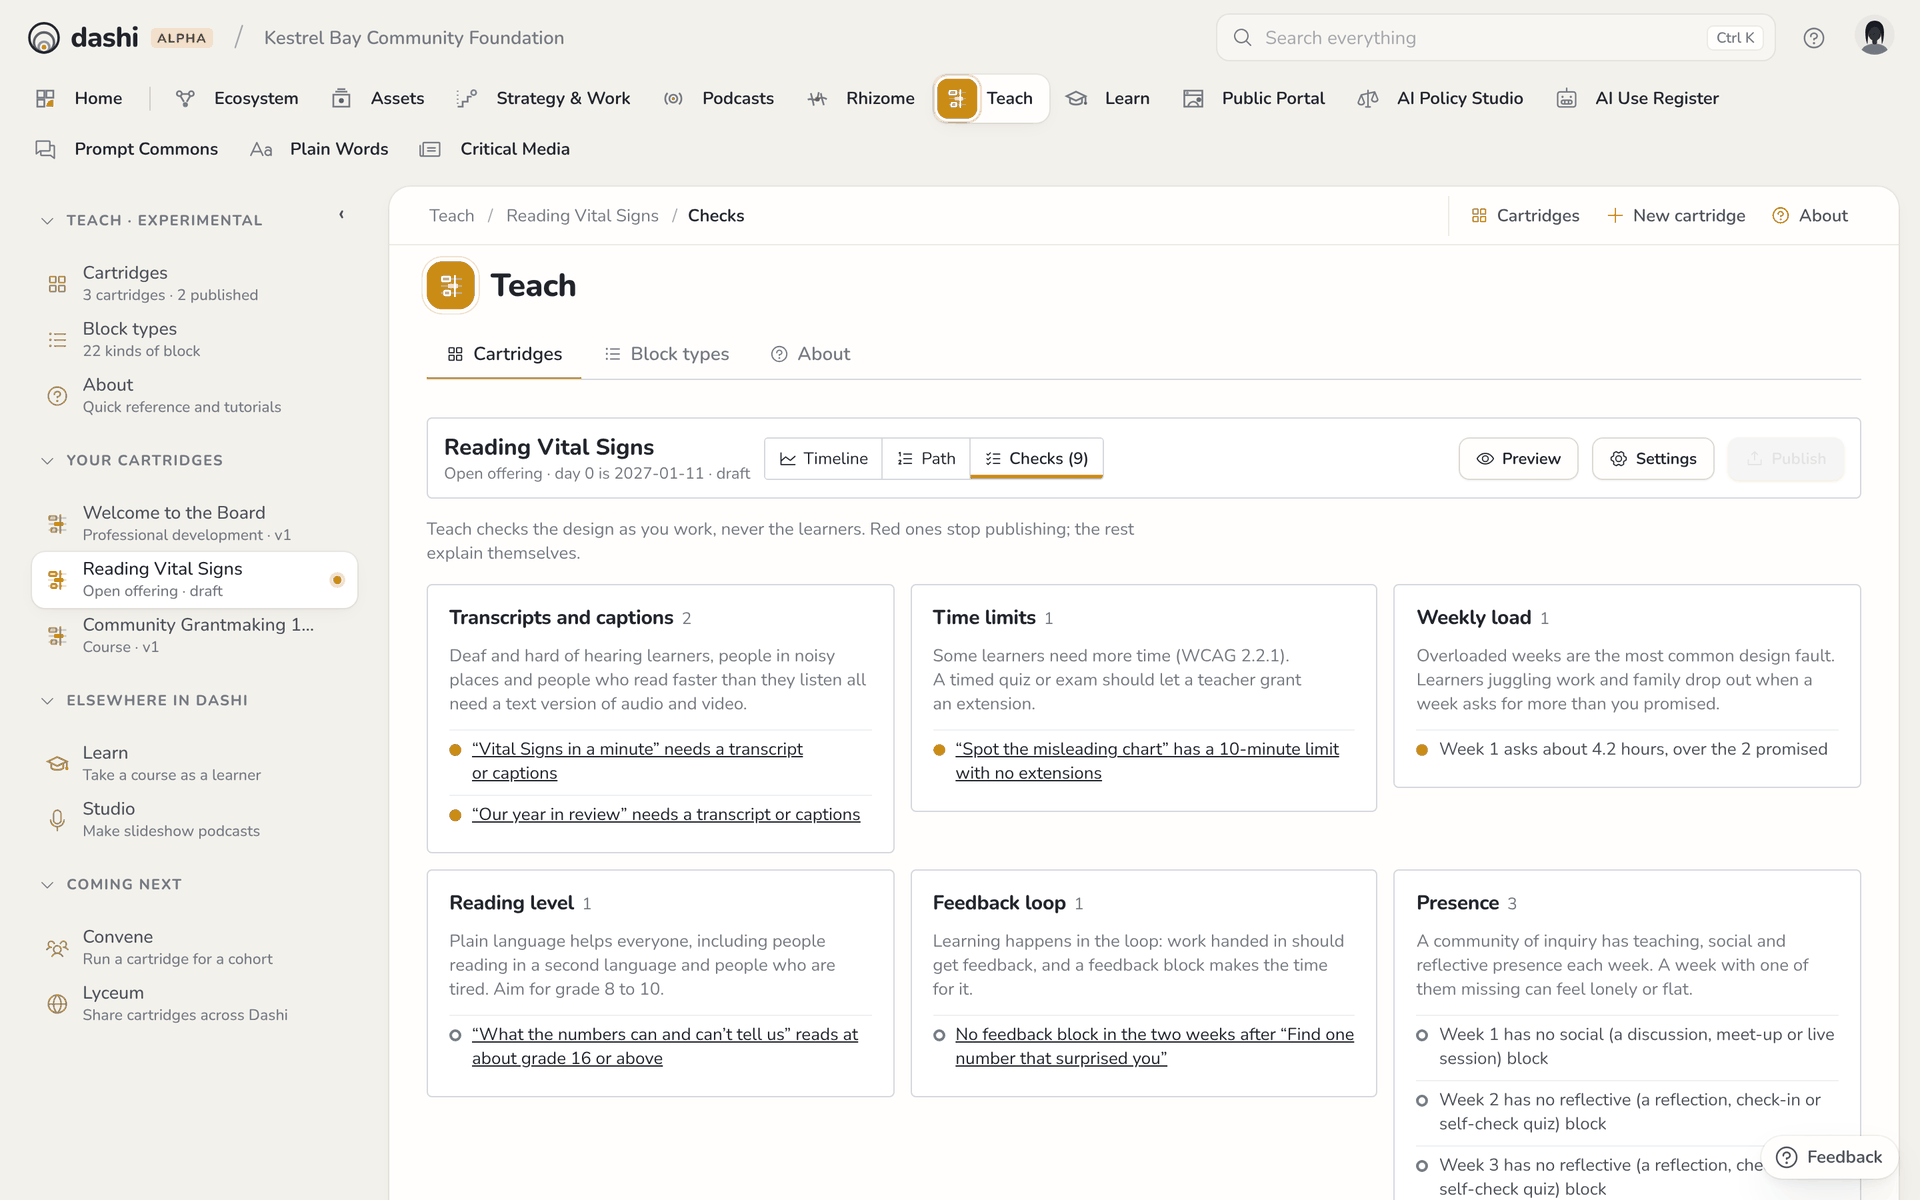 dashi ALPHA / Kestrel Bay Community Foundation
Search everything Ctrl K
Home Ecosystem Assets Strategy & Work Podcasts Rhizome Teach Learn Public Portal AI Policy Studio AI Use Register
Prompt Commons Aa Plain Words Critical Media
TEACH · EXPERIMENTAL
Cartridges
3 cartridges · 2 published
Block types
22 kinds of block
About
Quick reference and tutorials
YOUR CARTRIDGES
Welcome to the Board
Professional development · v1
Reading Vital Signs
Open offering · draft
Community Grantmaking 1...
Course · v1
ELSEWHERE IN DASHI
Learn
Take a course as a learner
Studio
Make slideshow podcasts
COMING NEXT
Convene
Run a cartridge for a cohort
Lyceum
Share cartridges across Dashi
Teach / Reading Vital Signs / Checks
Cartridges New cartridge About
Teach
Cartridges Block types About
Reading Vital Signs
Open offering · day 0 is 2027-01-11 · draft
Timeline Path Checks (9)
Preview Settings Publish
Teach checks the design as you work, never the learners. Red ones stop publishing; the rest
explain themselves.
Transcripts and captions 2
Deaf and hard of hearing learners, people in noisy
places and people who read faster than they listen all
need a text version of audio and video.
“Vital Signs in a minute” needs a transcript
or captions
“Our year in review” needs a transcript or captions
Time limits 1
Some learners need more time (WCAG 2.2.1).
A timed quiz or exam should let a teacher grant
an extension.
“Spot the misleading chart” has a 10-minute limit
with no extensions
Weekly load 1
Overloaded weeks are the most common design fault.
Learners juggling work and family drop out when a
week asks for more than you promised.
Week 1 asks about 4.2 hours, over the 2 promised
Reading level 1
Plain language helps everyone, including people
reading in a second language and people who are
tired. Aim for grade 8 to 10.
“What the numbers can and can’t tell us” reads at
about grade 16 or above
Feedback loop 1
Learning happens in the loop: work handed in should
get feedback, and a feedback block makes the time
for it.
No feedback block in the two weeks after “Find one
number that surprised you”
Presence 3
A community of inquiry has teaching, social and
reflective presence each week. A week with one of
them missing can feel lonely or flat.
Week 1 has no social (a discussion, meet-up or live
session) block
Week 2 has no reflective (a reflection, check-in or
self-check quiz) block
Week 3 has no reflective (a reflection,
self-check quiz) block
Feedback